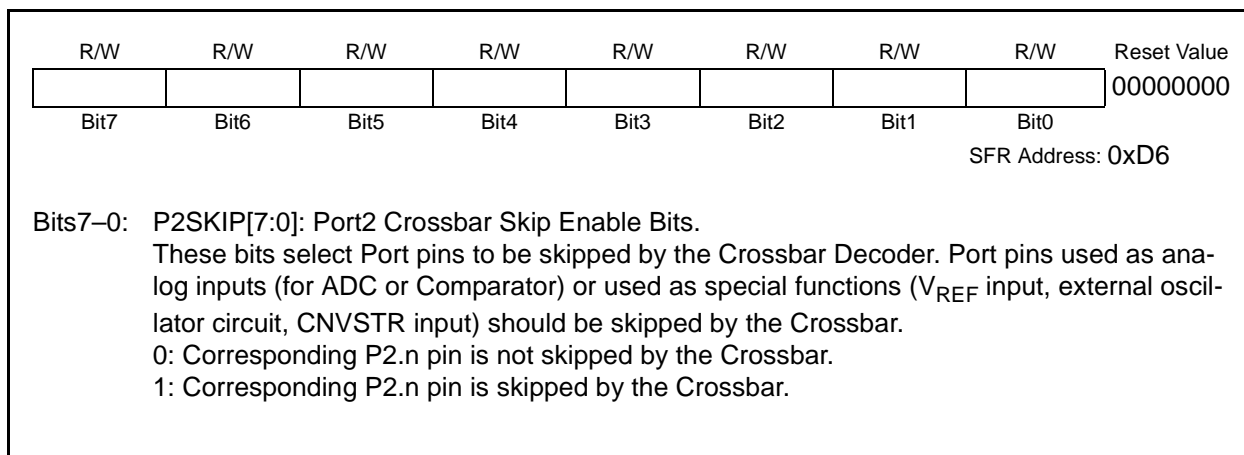 R/W R/W R/W R/W R/W R/W R/W R/W Reset Value
00000000
Bit7 Bit6 Bit5 Bit4 Bit3 Bit2 Bit1 Bit0
SFR Address: 0xD6
Bits7–0: P2SKIP[7:0]: Port2 Crossbar Skip Enable Bits.
These bits select Port pins to be skipped by the Crossbar Decoder. Port pins used as ana-
log inputs (for ADC or Comparator) or used as special functions (VREF input, external oscil-
lator circuit, CNVSTR input) should be skipped by the Crossbar.
0: Corresponding P2.n pin is not skipped by the Crossbar.
1: Corresponding P2.n pin is skipped by the Crossbar.